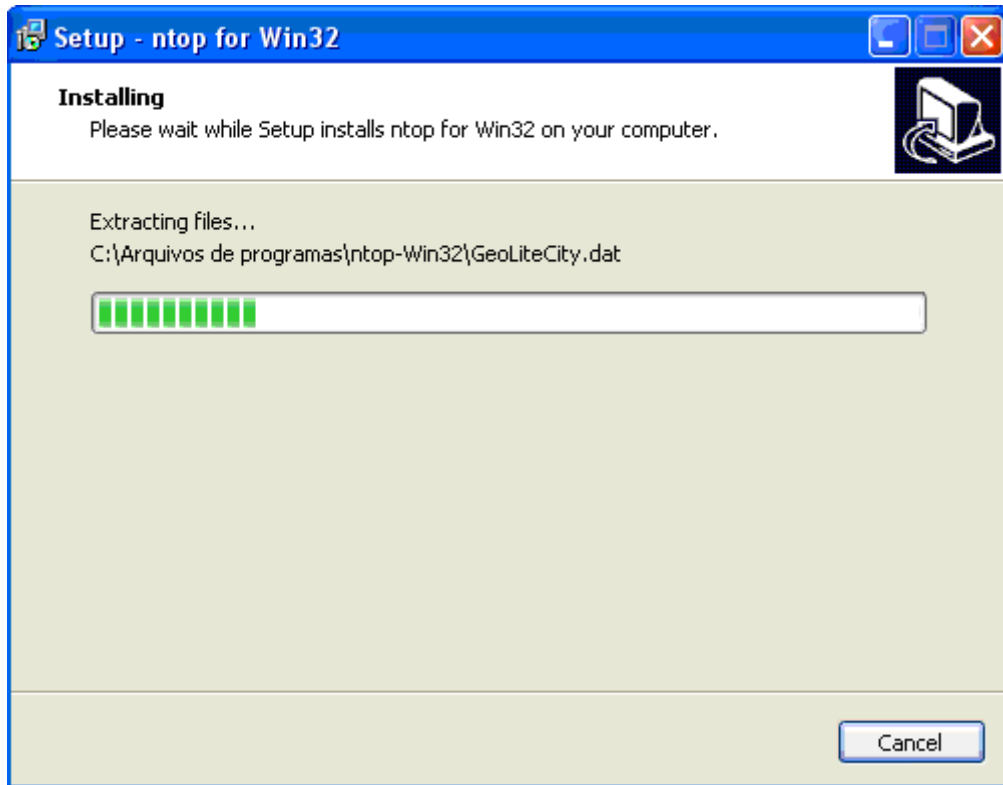 Setup - ntop for Win32
Installing
Please wait while Setup installs ntop for Win32 on your computer.
Extracting files...
C:\Arquivos de programas\ntop-Win32\GeoLiteCity.dat
Cancel